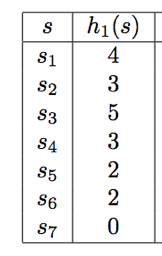 s h₁(s)
s₁ 4
s₂ 3
s₃ 5
s₄ 3
s₅ 2
s₆ 2
s₇ 0